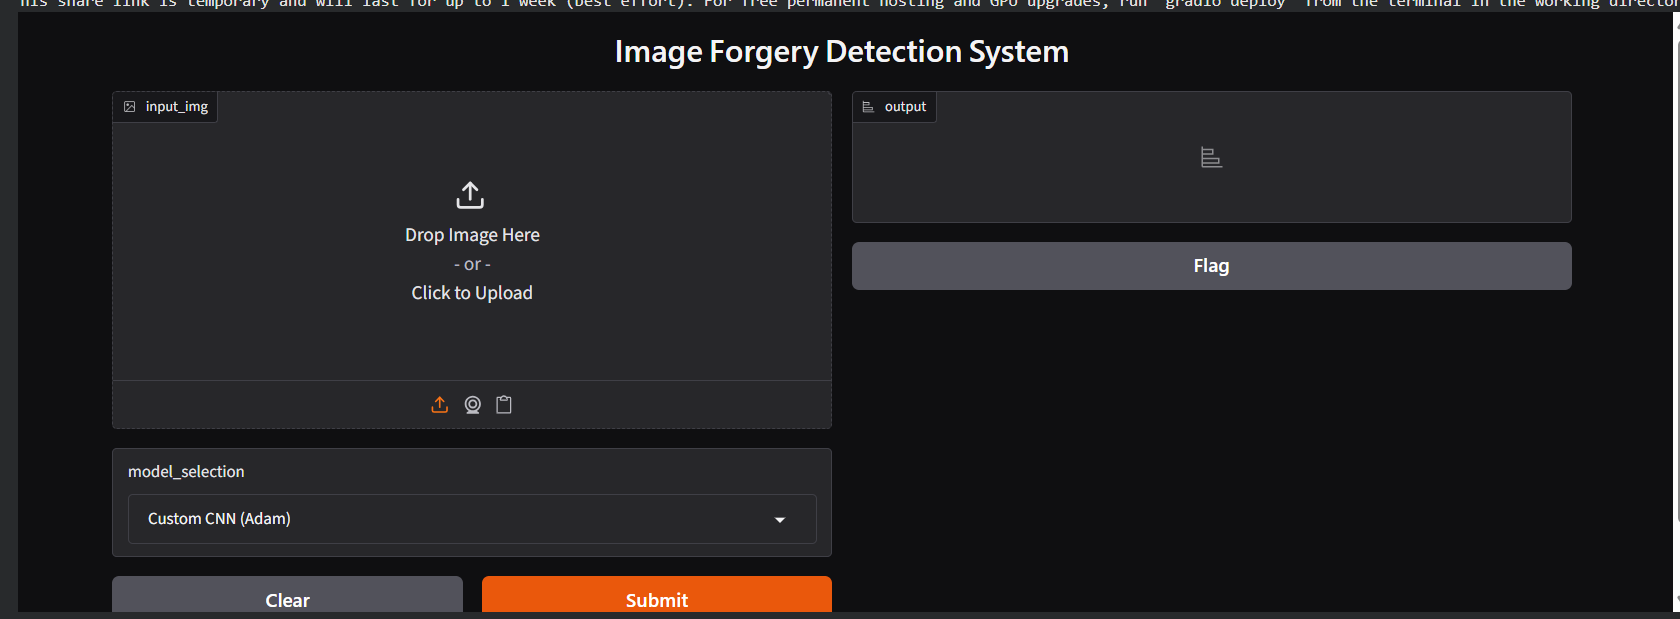 his share link is temporary and will last for up to 1 week (best effort). For free permanent hosting and GPU upgrades, run `gradio deploy` from the terminal in the working director
Image Forgery Detection System
input_img
Drop Image Here
- or -
Click to Upload
model_selection
Custom CNN (Adam)
Clear
Submit
output
Flag